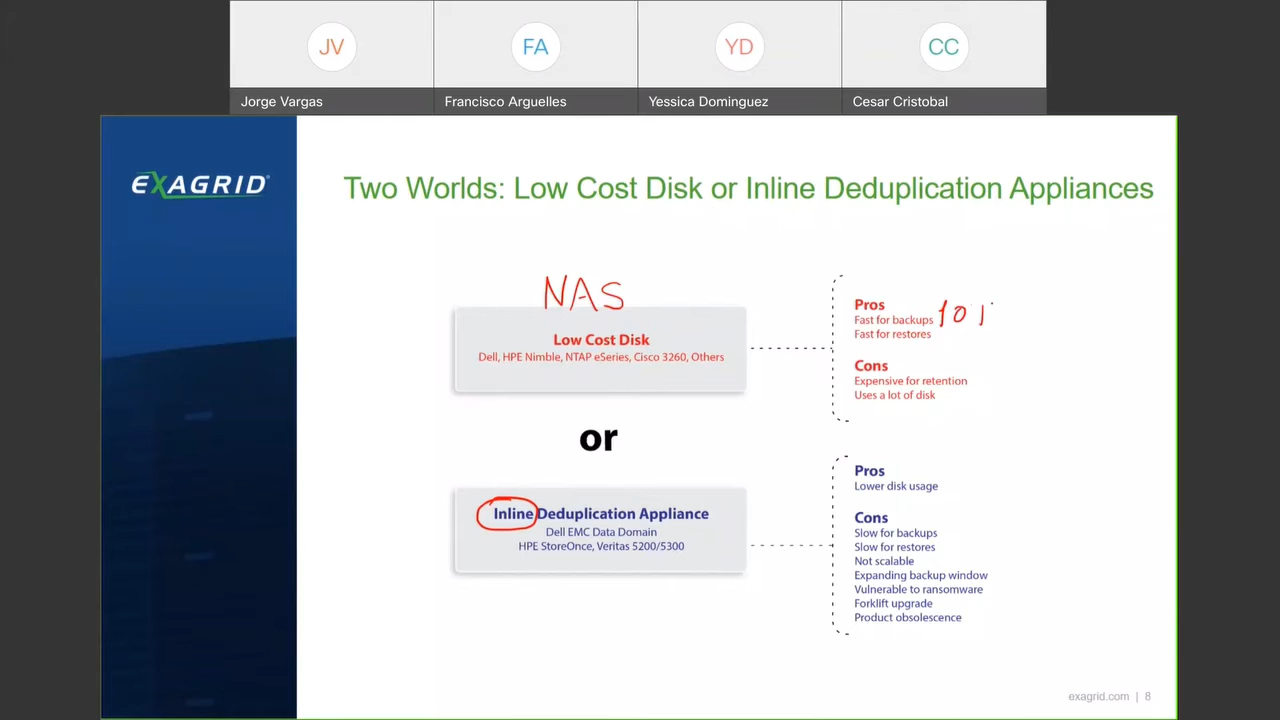 JV
FA
YD
CC
Jorge Vargas
Francisco Arguelles
Yessica Dominguez
Cesar Cristobal
EXAGRID®
Two Worlds: Low Cost Disk or Inline Deduplication Appliances
NAS
Low Cost Disk
Dell, HPE Nimble, NTAP eSeries, Cisco 3260, Others
Pros
Fast for backups
Fast for restores
Cons
Expensive for retention
Uses a lot of disk
or
Inline Deduplication Appliance
Dell EMC Data Domain
HPE StoreOnce, Veritas 5200/5300
Pros
Lower disk usage
Cons
Slow for backups
Slow for restores
Not scalable
Expanding backup window
Vulnerable to ransomware
Forklift upgrade
Product obsolescence
exagrid.com | 8